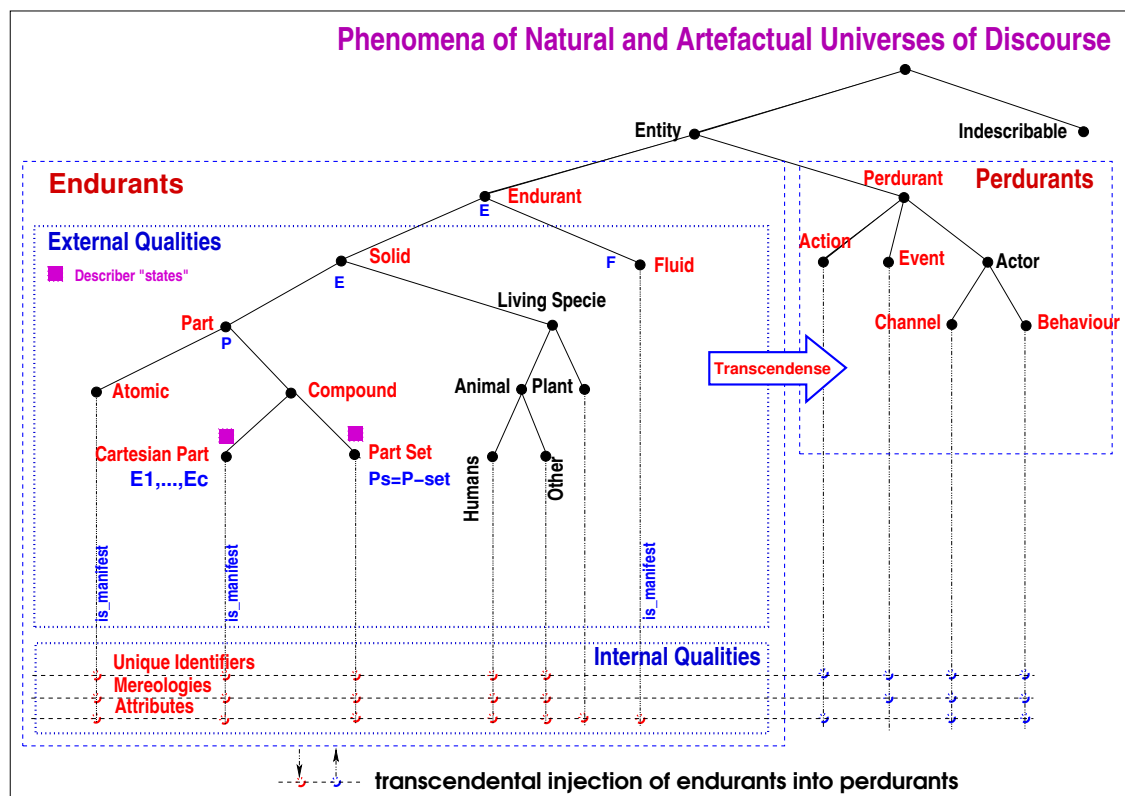 Phenomena of Natural and Artefactual Universes of Discourse
Entity
Indescribable
Endurants
Perdurant
Perdurants
Endurant
E
External Qualities
Action
Event
Actor
Solid
E
F
Fluid
Describer "states"
Living Specie
Part
P
Channel
Behaviour
Transcendense
Atomic
Compound
Animal
Plant
Cartesian Part
E1,...,Ec
Part Set
Ps=P-set
Humans
Other
is_manifest
is_manifest
is_manifest
Unique Identifiers
Internal Qualities
Mereologies
Attributes
transcendental injection of endurants into perdurants